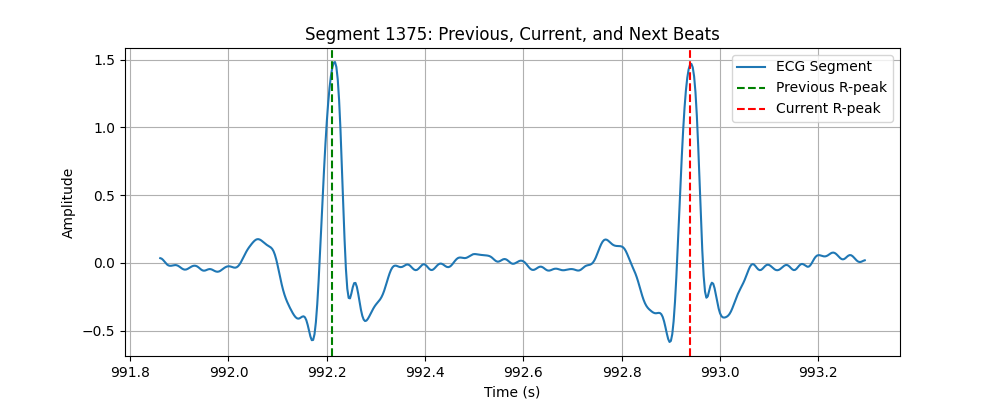 Segment 1375: Previous, Current, and Next Beats
ECG Segment
Previous R-peak
Current R-peak
1.5
1.0
0.5
0.0
−0.5
Amplitude
991.8 992.0 992.2 992.4 992.6 992.8 993.0 993.2
Time (s)